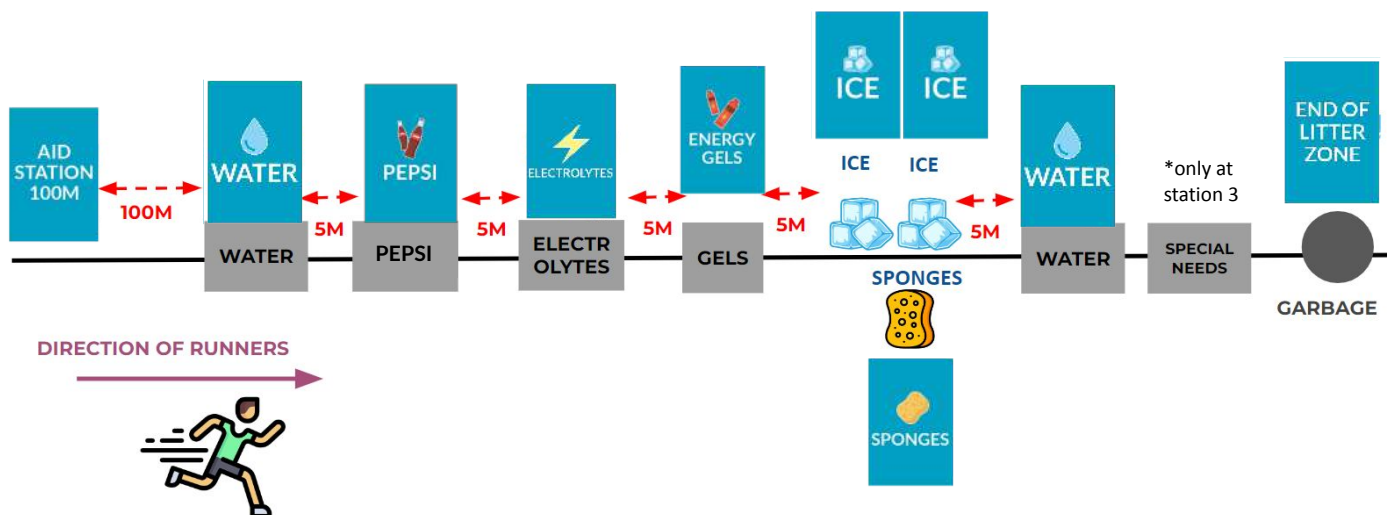 AID
STATION
100M
100M
WATER
WATER
5M
PEPSI
PEPSI
5M
ELECTROLYTES
ELECTR
OLYTES
5M
ENERGY
GELS
GELS
5M
ICE
ICE
ICE
ICE
SPONGES
SPONGES
5M
WATER
WATER
*only at
station 3
SPECIAL
NEEDS
END OF
LITTER
ZONE
GARBAGE
DIRECTION OF RUNNERS